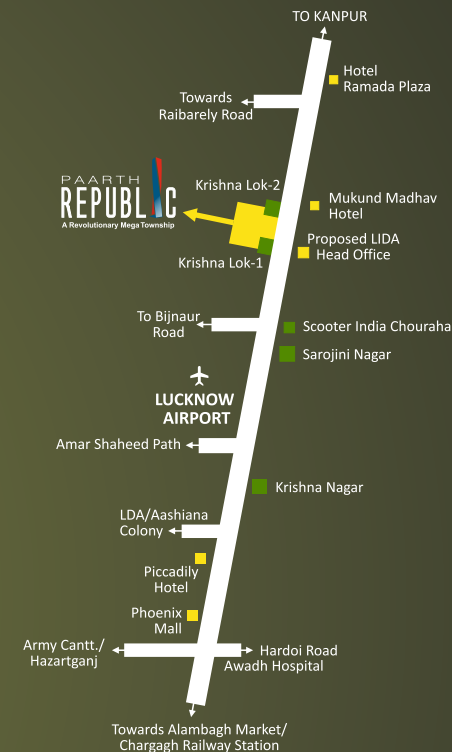 TO KANPUR
Hotel
Ramada Plaza
Towards
Raibarely Road
PAARTH
REPUBLIC
A Revolutionary Mega Township
Krishna Lok-2
Mukund Madhav
Hotel
Proposed LIDA
Head Office
Krishna Lok-1
To Bijnaur
Road
Scooter India Chouraha
Sarojini Nagar
LUCKNOW
AIRPORT
Amar Shaheed Path
Krishna Nagar
LDA/Aashiana
Colony
Piccadily
Hotel
Phoenix
Mall
Army Cantt./
Hazartganj
Hardoi Road
Awadh Hospital
Towards Alambagh Market/
Chargagh Railway Station